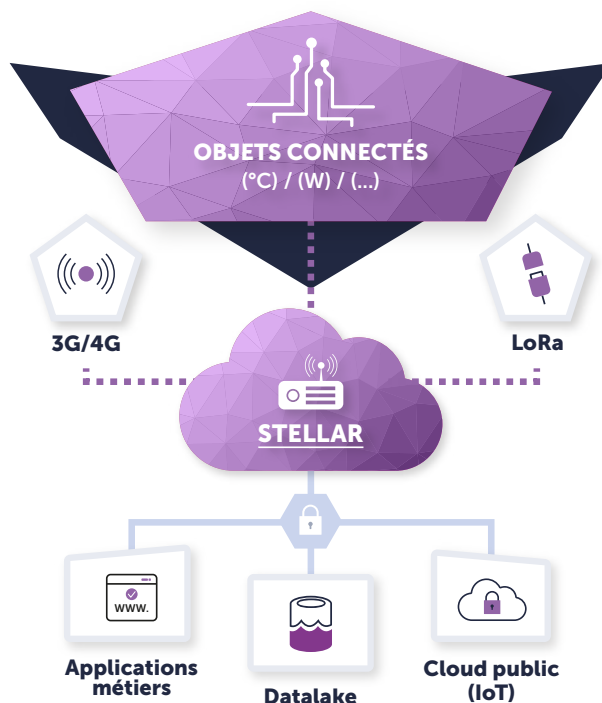 OBJETS CONNECTÉS
(°C) / (W) / (...)
3G/4G
LoRa
STELLAR
www.
Applications
métiers
Datalake
Cloud public
(IoT)